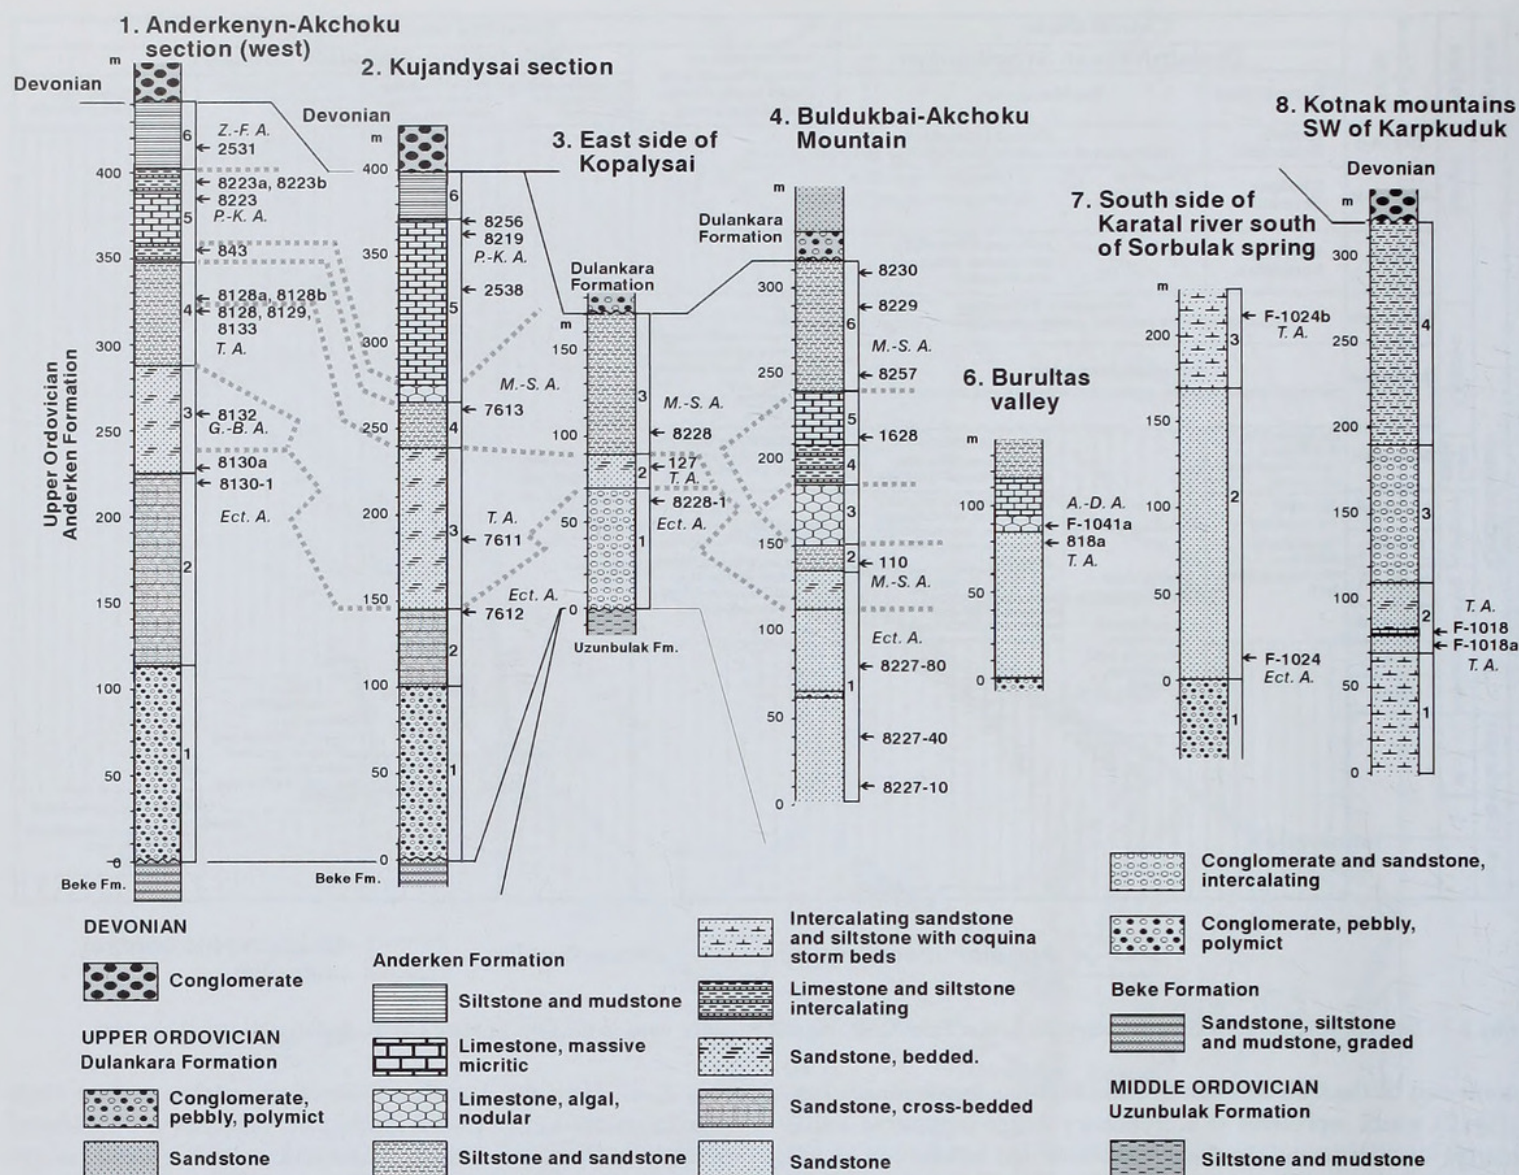 1. Anderkenyn-Akchoku
section (west)
m
Devonian
6
Z.-F. A.
2531
400
8223a, 8223b
8223
5
P.-K. A.
350
843
8128a, 8128b
4
8128, 8129,
8133
300
T. A.
3
8132
G.-B. A.
250
8130a
8130-1
200
Ect. A.
2
150
100
1
50
0
Beke Fm.
Upper Ordovician
Anderken Formation
2. Kujandysai section
Devonian
m
400
6
8256
8219
350
P.-K. A.
2538
5
300
M.-S. A.
7613
250
4
200
T. A.
3
7611
150
Ect. A.
7612
2
100
1
50
0
Beke Fm.
3. East side of
Kopalysai
Dulankara
Formation
m
150
3
M.-S. A.
100
8228
127
2
T. A.
8228-1
50
Ect. A.
1
0
Uzunbulak Fm.
4. Buldukbai-Akchoku
Mountain
m
Dulankara
Formation
8230
300
8229
6
M.-S. A.
250
8257
5
1628
200
4
3
150
2
110
M.-S. A.
100
Ect. A.
8227-80
1
50
8227-40
8227-10
0
6. Burultas
valley
m
100
A.-D. A.
F-1041a
818a
T. A.
50
0
7. South side of
Karatal river south
of Sorbulak spring
m
F-1024b
200
T. A.
3
150
2
100
50
F-1024
0
Ect. A.
1
8. Kotnak mountains
SW of Karpkuduk
Devonian
m
300
4
250
200
3
100
T. A.
2
F-1018
F-1018a
T. A.
50
1
0
DEVONIAN
Conglomerate
UPPER ORDOVICIAN
Dulankara Formation
Conglomerate,
pebbly, polymict
Sandstone
Anderken Formation
Siltstone and mudstone
Limestone, massive
micritic
Limestone, algal,
nodular
Siltstone and sandstone
Intercalating sandstone
and siltstone with coquina
storm beds
Limestone and siltstone
intercalating
Sandstone, bedded.
Sandstone, cross-bedded
Sandstone
Conglomerate and sandstone,
intercalating
Conglomerate, pebbly,
polymict
Beke Formation
Sandstone, siltstone
and mudstone, graded
MIDDLE ORDOVICIAN
Uzunbulak Formation
Siltstone and mudstone